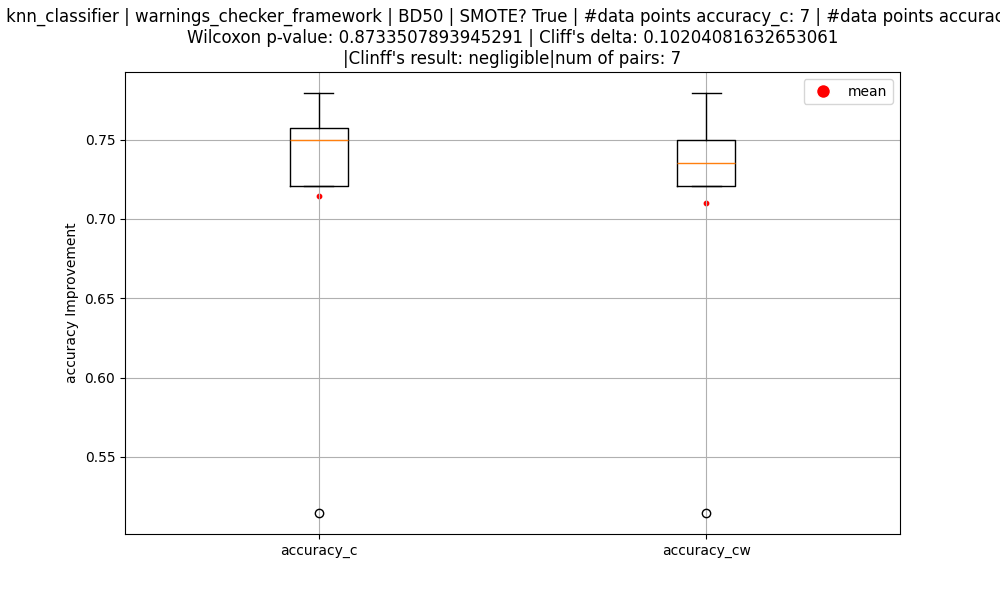 knn_classifier | warnings_checker_framework | BD50 | SMOTE? True | #data points accuracy_c: 7 | #data points
Wilcoxon p-value: 0.8733507893945291 | Cliff's delta: 0.10204081632653061
|Clinff's result: negligible|num of pairs: 7
mean
accuracy Improvement
0.75
0.70
0.65
0.60
0.55
accuracy_c
accuracy_cw